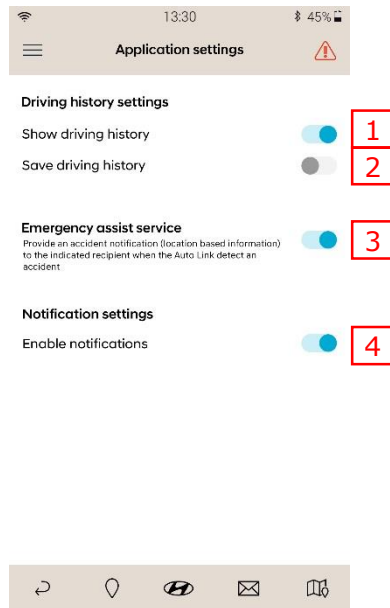 13:30
45%
Application settings
Driving history settings
Show driving history
1
Save driving history
2
Emergency assist service
Provide an accident notification (location based information)
to the indicated recipient when the Auto Link detect an
accident
3
Notification settings
Enable notifications
4